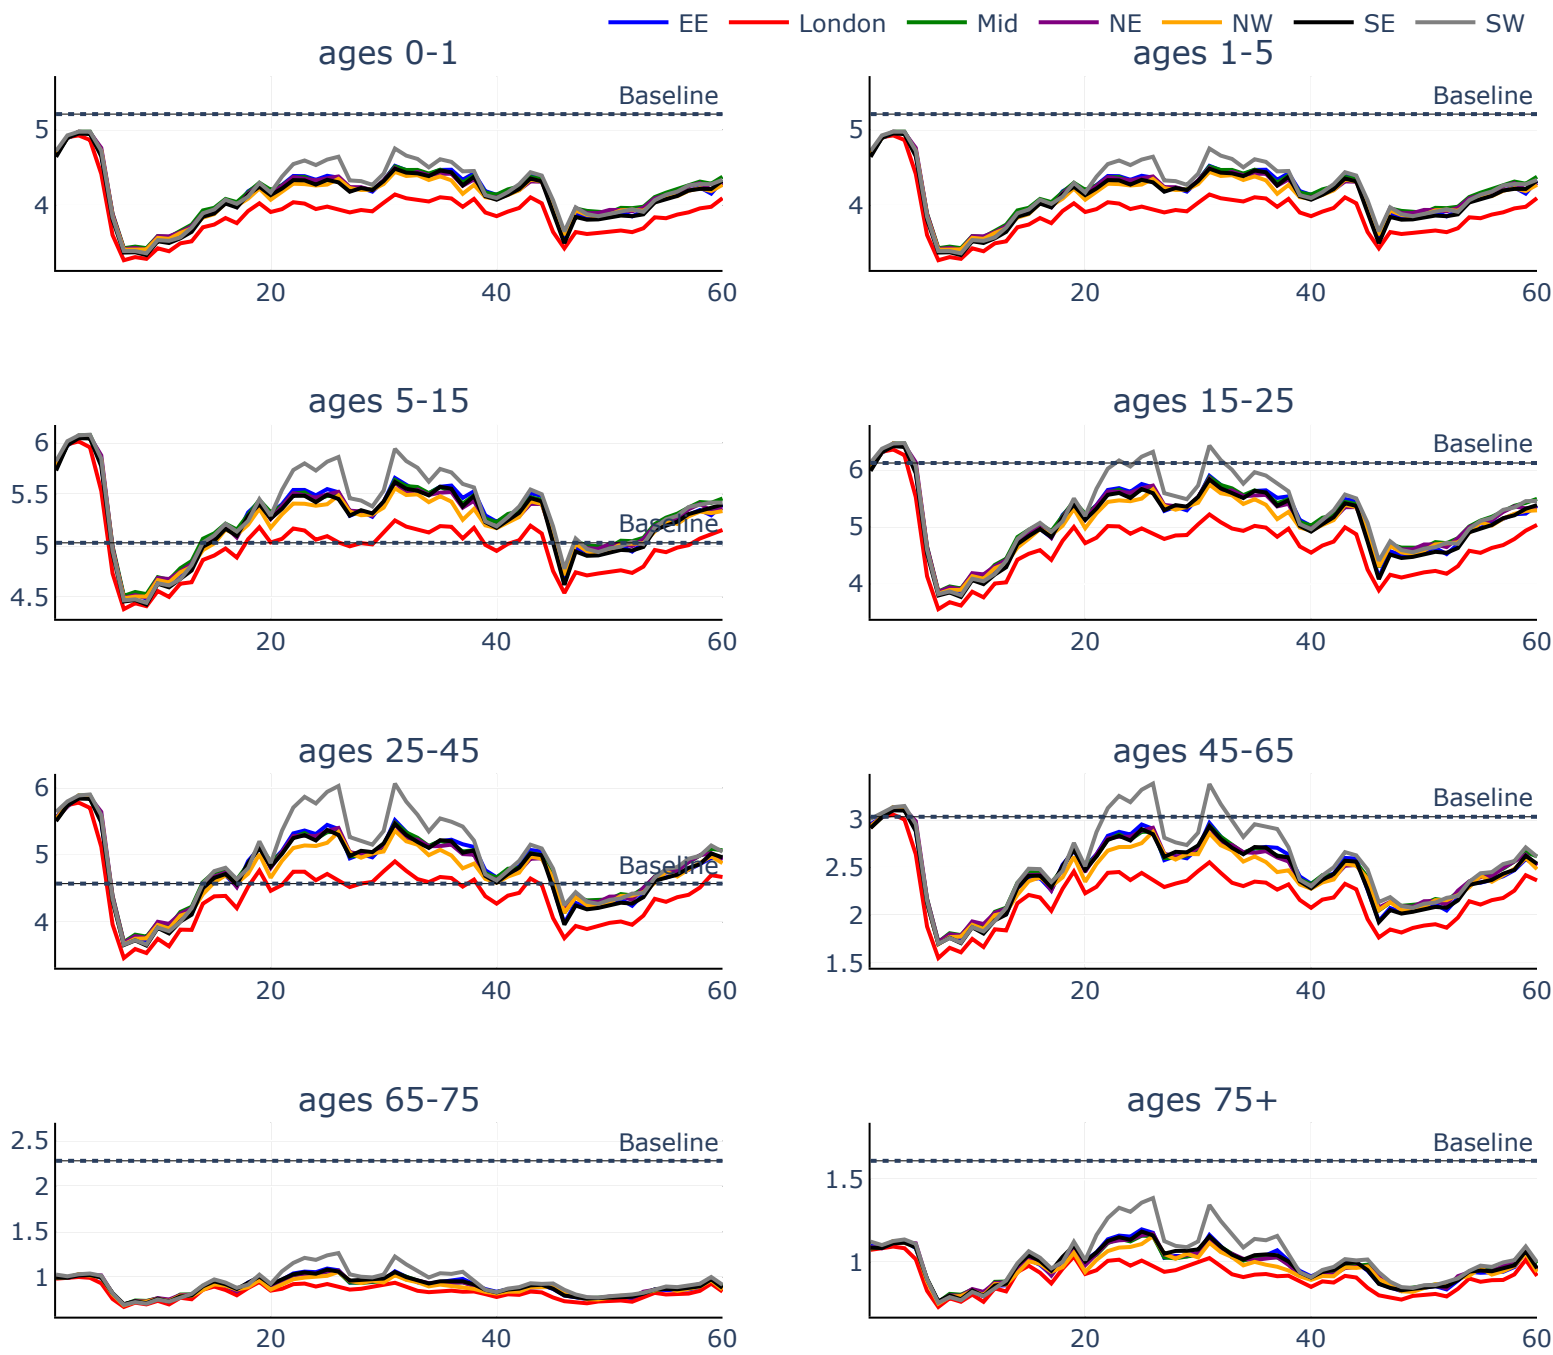 EE London Mid NE NW SE SW
ages 0-1 ages 1-5
Baseline Baseline
5 5
4 4
20 40 60 20 40 60
ages 5-15 ages 15-25
6 Baseline
5.5 6
Baseline
5 5
4.5 4
20 40 60 20 40 60
ages 25-45 ages 45-65
6 Baseline
3
5 2.5
Baseline
4 2
1.5
20 40 60 20 40 60
ages 65-75 ages 75+
2.5 Baseline Baseline
2 1.5
1.5
1 1
20 40 60 20 40 60